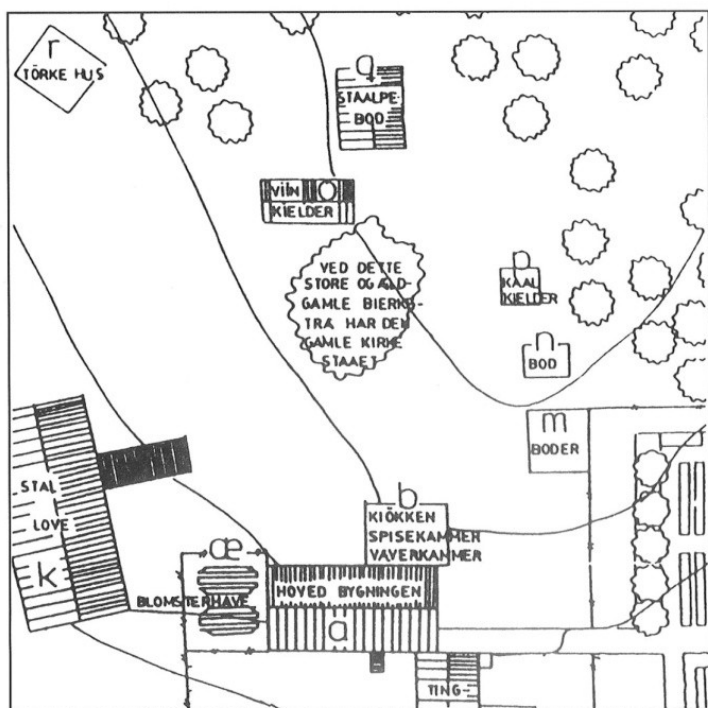 r
TÖRKE HUS
q
STAALPE-
BOD
VIIN O
KIELDER
VED DETTE
STORE OG ÆLD-
GAMLE BIERKE-
TRÆ HAR DEN
GAMLE KIRKE
STAAET
p
KAAL
KIELDER
n
BOD
m
BODER
STAL
LOVE
k
b
KIÖKKEN
SPISEKAMMER
VAVERKAMMER
æ
BLOMSTERHAVE
HOVED BYGNINGEN
a
TING-